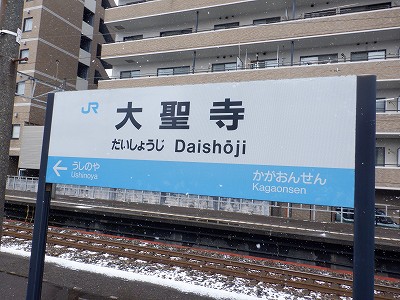 JR
大聖寺
だいしょうじ Daishōji
← うしのや
Ushinoya
かがおんせん
Kagaonsen